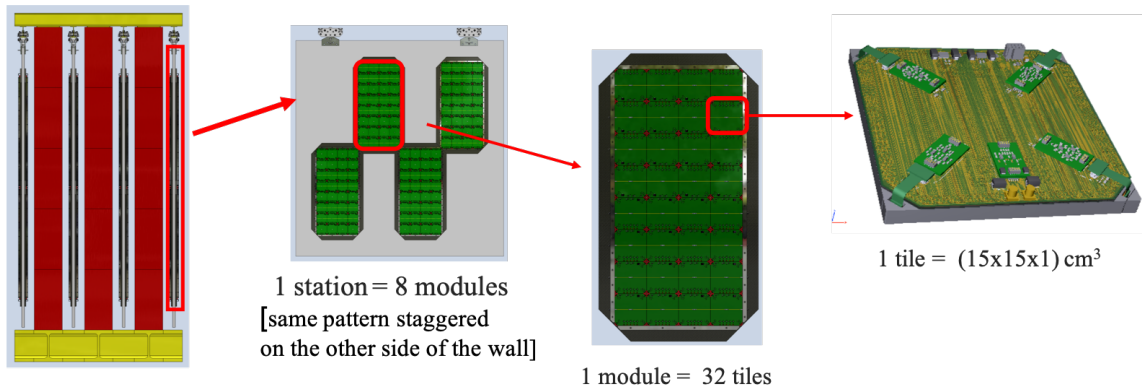 1 station = 8 modules
[same pattern staggered
on the other side of the wall]
1 module = 32 tiles
1 tile = (15x15x1) cm³